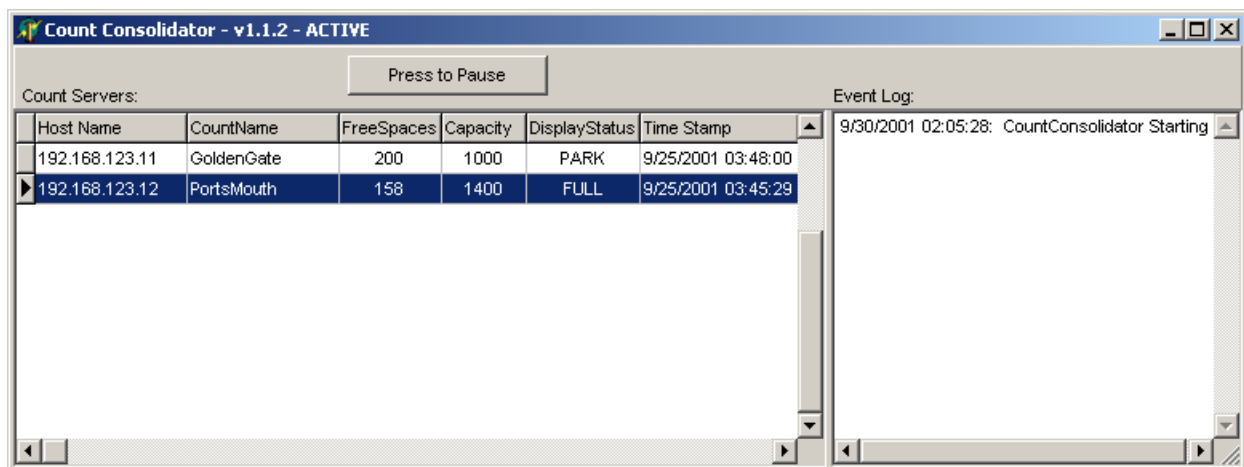 Count Consolidator - v1.1.2 - ACTIVE
Press to Pause
Count Servers:
Event Log:
Host Name CountName FreeSpaces Capacity DisplayStatus Time Stamp
192.168.123.11 GoldenGate 200 1000 PARK 9/25/2001 03:48:00
192.168.123.12 PortsMouth 158 1400 FULL 9/25/2001 03:45:29
9/30/2001 02:05:28: CountConsolidator Starting